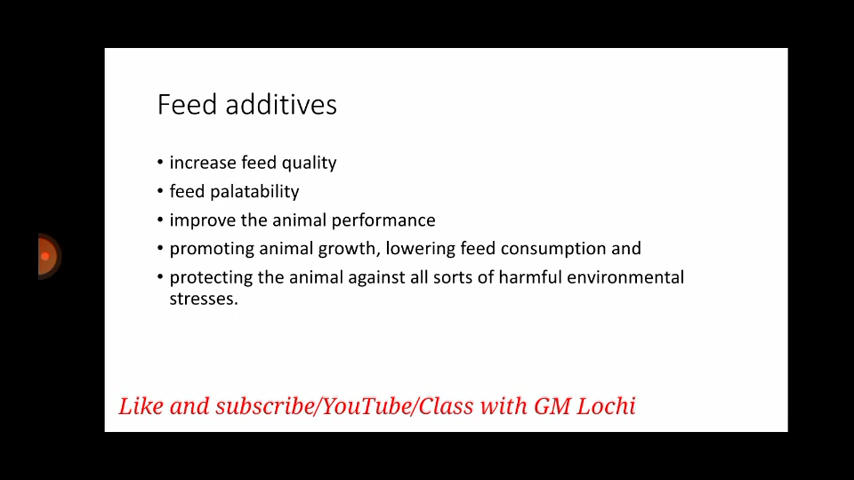 Feed additives
• increase feed quality
• feed palatability
• improve the animal performance
• promoting animal growth, lowering feed consumption and
• protecting the animal against all sorts of harmful environmental
stresses.
Like and subscribe/YouTube/Class with GM Lochi